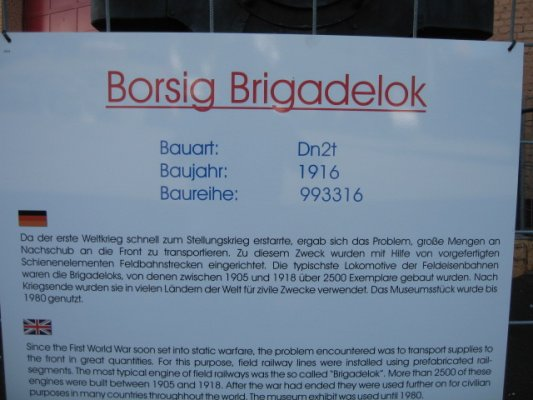 Borsig Brigadelok
Bauart: Dn2t
Baujahr: 1916
Baureihe: 993316
Da der erste Weltkrieg schnell zum Stellungskrieg erstarrte, ergab sich das Problem, große Mengen an
Nachschub an die Front zu transportieren. Zu diesem Zweck wurden mit Hilfe von vorgefertigten
Schienenelementen Feldbahnstrecken eingerichtet. Die typischste Lokomotive der Feldeisenbahnen
waren die Brigadeloks, von denen zwischen 1905 und 1918 über 2500 Exemplare gebaut wurden. Nach
Kriegsende wurden sie in vielen Ländern der Welt für zivile Zwecke verwendet. Das Museumsstück wurde bis
1980 genutzt.
Since the First World War soon set into static warfare, the problem encountered was to transport supplies to
the front in great quantities. For this purpose, field railway lines were installed using prefabricated rail-
segments. The most typical engine of field railways was the so called "Brigadelok". More than 2500 of these
engines were built between 1905 and 1918. After the war had ended they were used further on for civilian
purposes in many countries throughout the world. The museum exhibit was used until 1980.